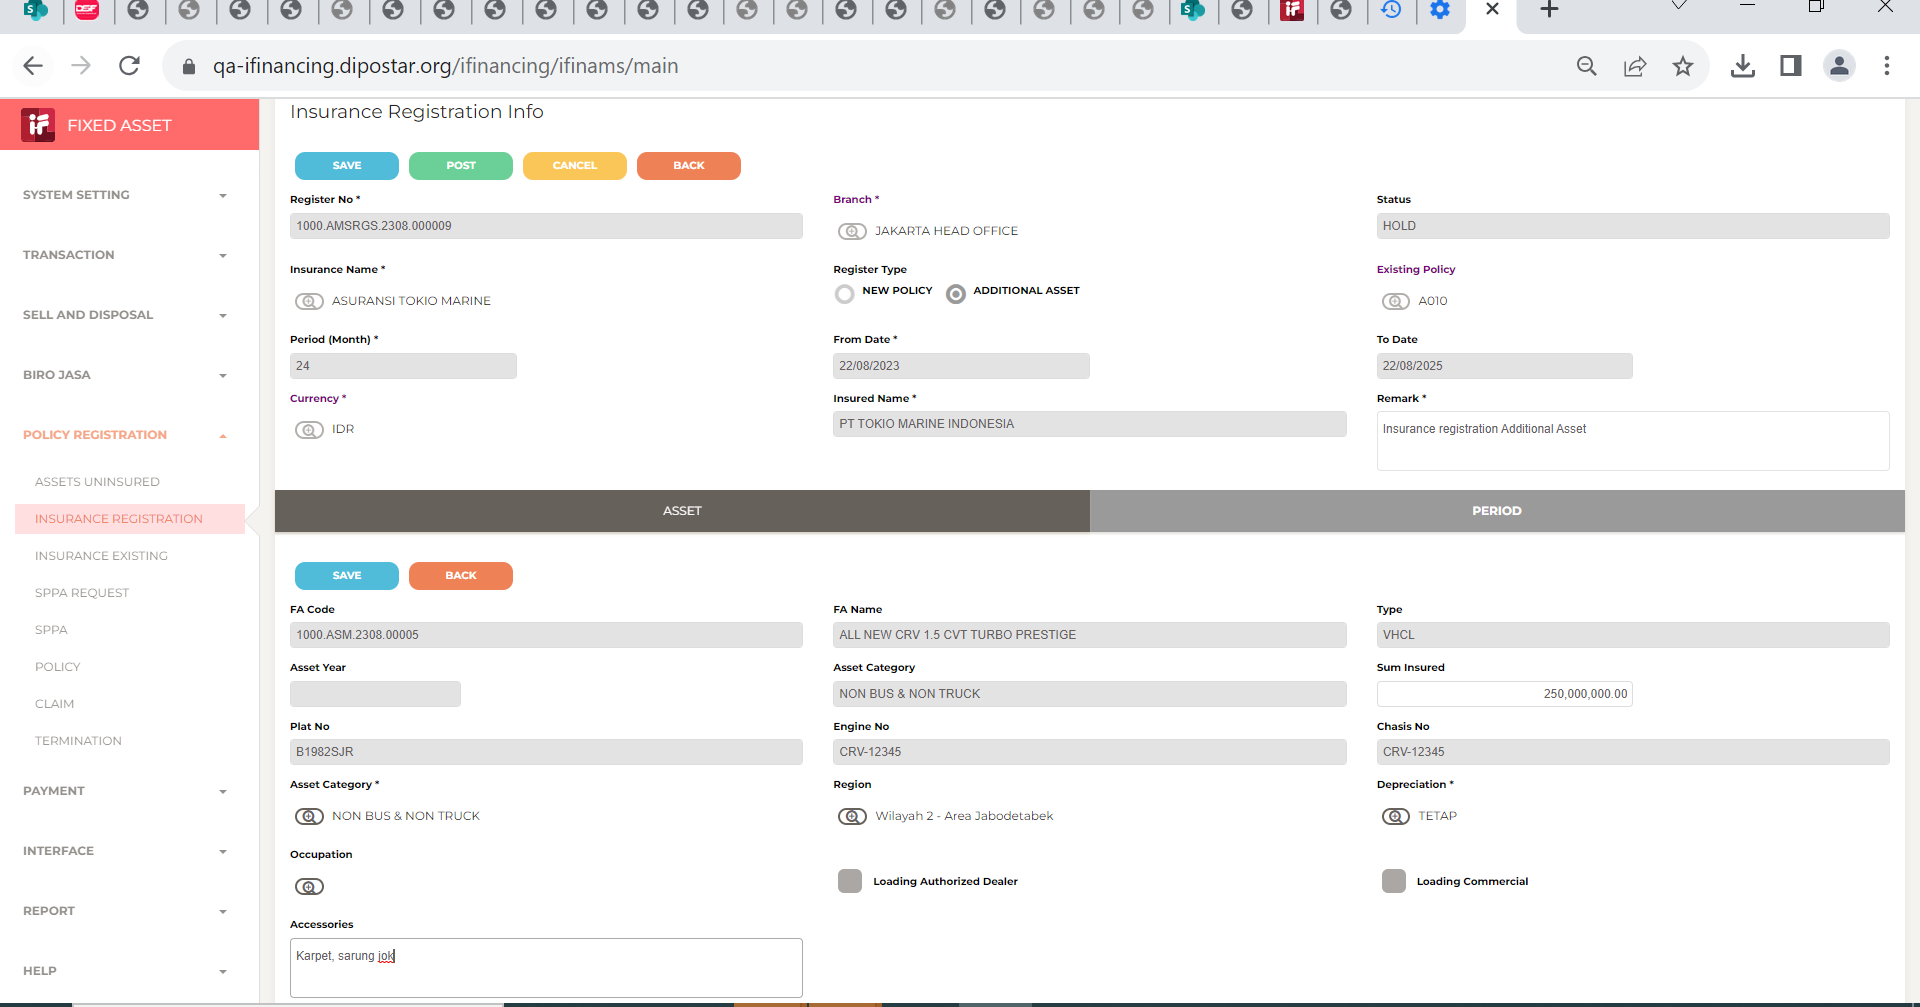 qa-ifinancing.dipostar.org/ifinancing/ifinams/main
iF FIXED ASSET
SYSTEM SETTING
TRANSACTION
SELL AND DISPOSAL
BIRO JASA
POLICY REGISTRATION
ASSETS UNINSURED
INSURANCE REGISTRATION
INSURANCE EXISTING
SPPA REQUEST
SPPA
POLICY
CLAIM
TERMINATION
PAYMENT
INTERFACE
REPORT
HELP
Insurance Registration Info
SAVE POST CANCEL BACK
Register No * Branch * Status
1000.AMSRGS.2308.000009 JAKARTA HEAD OFFICE HOLD
Insurance Name * Register Type Existing Policy
ASURANSI TOKIO MARINE NEW POLICY ADDITIONAL ASSET A010
Period (Month) * From Date * To Date
24 22/08/2023 22/08/2025
Currency * Insured Name * Remark *
IDR PT TOKIO MARINE INDONESIA Insurance registration Additional Asset
ASSET PERIOD
SAVE BACK
FA Code FA Name Type
1000.ASM.2308.00005 ALL NEW CRV 1.5 CVT TURBO PRESTIGE VHCL
Asset Year Asset Category Sum Insured
NON BUS & NON TRUCK 250,000,000.00
Plat No Engine No Chasis No
B1982SJR CRV-12345 CRV-12345
Asset Category * Region Depreciation *
NON BUS & NON TRUCK Wilayah 2 - Area Jabodetabek TETAP
Occupation
Loading Authorized Dealer Loading Commercial
Accessories
Karpet, sarung jok